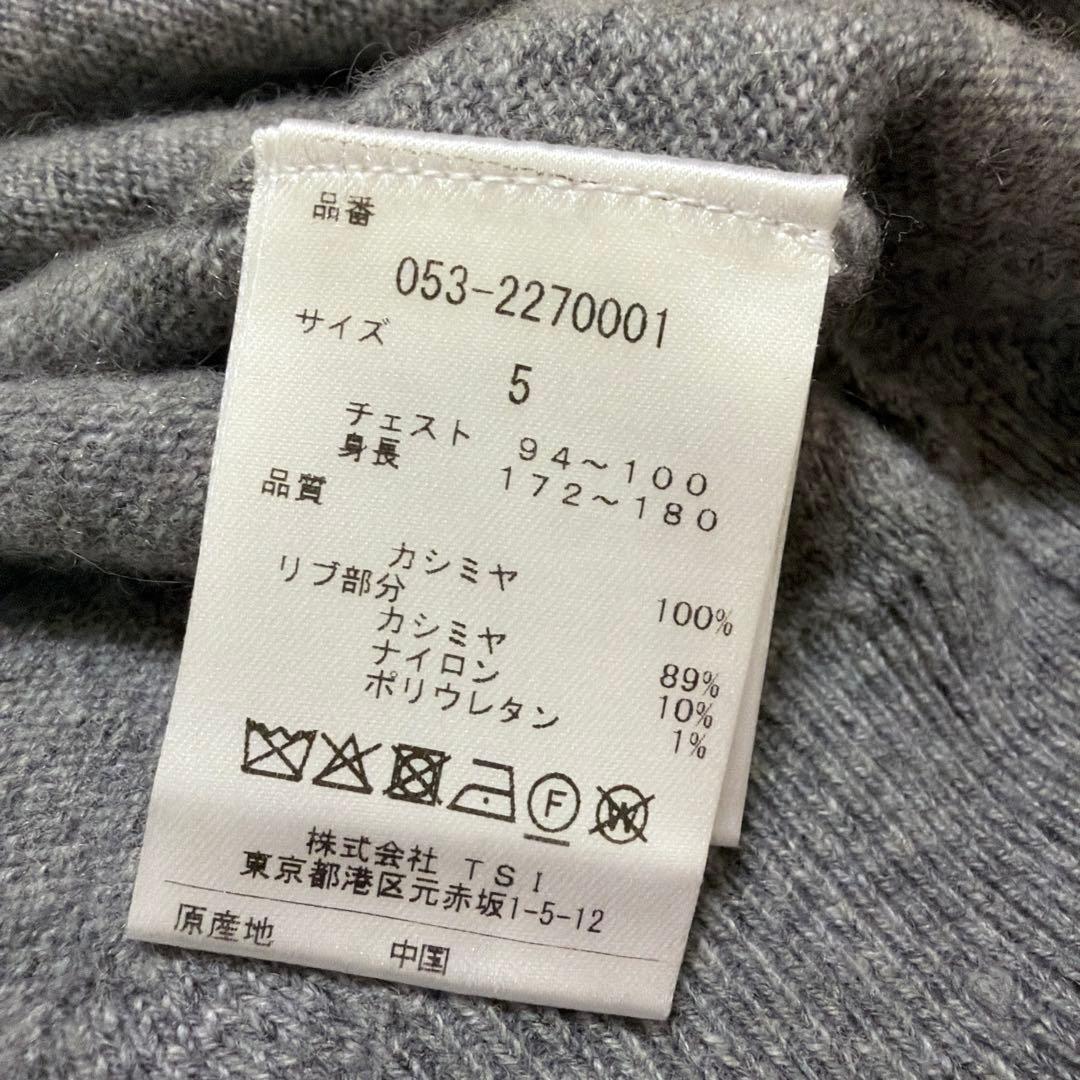 品番
053-2270001
サイズ
5
チェスト 94~100
身長 172~180
品質
カシミヤ 100%
リブ部分
カシミヤ 89%
ナイロン 10%
ポリウレタン 1%
F W
株式会社 TSI
東京都港区元赤坂1-5-12
原産地 中国